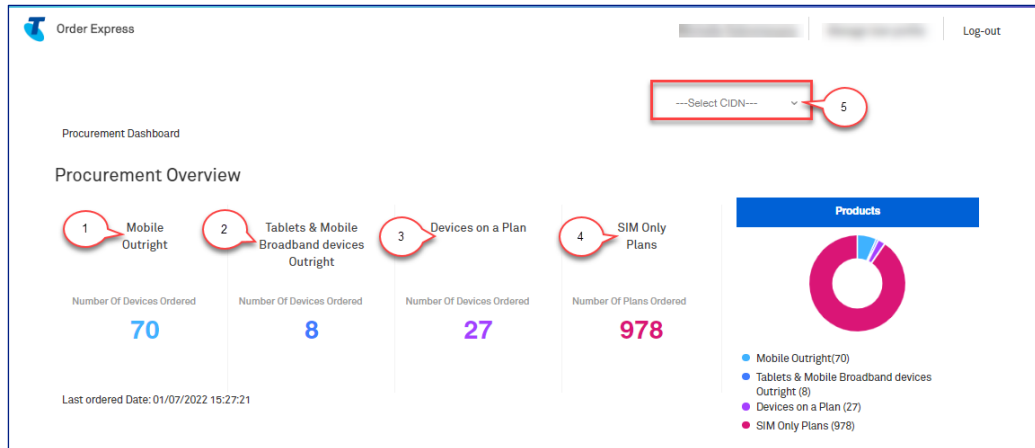 Order Express
Log-out
---Select CIDN---
5
Procurement Dashboard
Procurement Overview
1
Mobile
Outright
2
Tablets & Mobile
Broadband devices
Outright
3
Devices on a Plan
4
SIM Only
Plans
Products
Number Of Devices Ordered
70
Number Of Devices Ordered
8
Number Of Devices Ordered
27
Number Of Plans Ordered
978
Mobile Outright(70)
Tablets & Mobile Broadband devices
Outright (8)
Devices on a Plan (27)
SIM Only Plans (978)
Last ordered Date: 01/07/2022 15:27:21